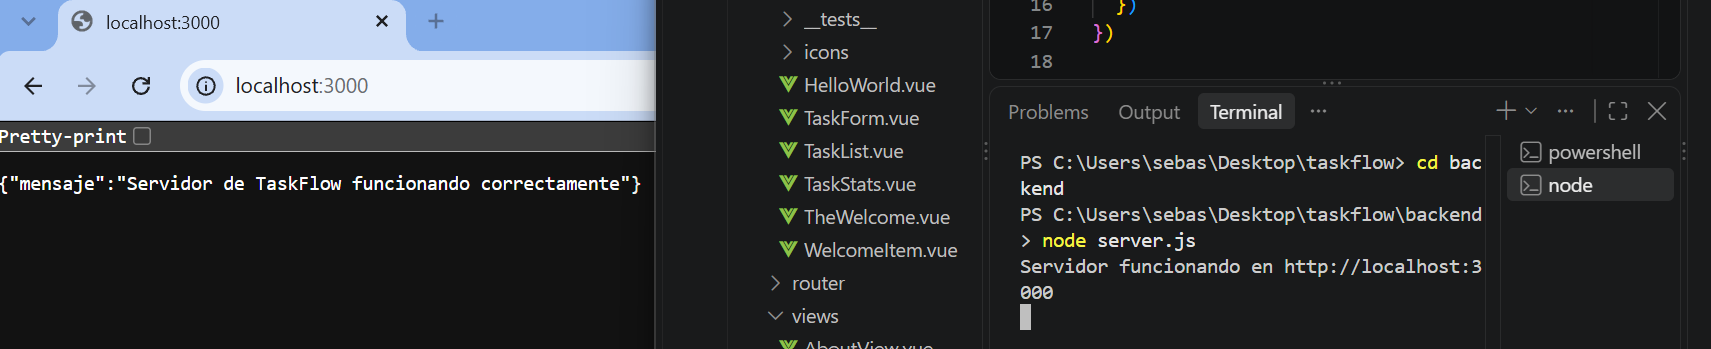 localhost:3000
localhost:3000
Pretty-print
{"mensaje":"Servidor de TaskFlow funcionando correctamente"}
__tests__
icons
HelloWorld.vue
TaskForm.vue
TaskList.vue
TaskStats.vue
TheWelcome.vue
WelcomeItem.vue
router
views
AboutView.vue
16 })
17 })
18
Problems Output Terminal
PS C:\Users\sebas\Desktop\taskflow> cd bac
kend
PS C:\Users\sebas\Desktop\taskflow\backend
> node server.js
Servidor funcionando en http://localhost:3
000
powershell
node